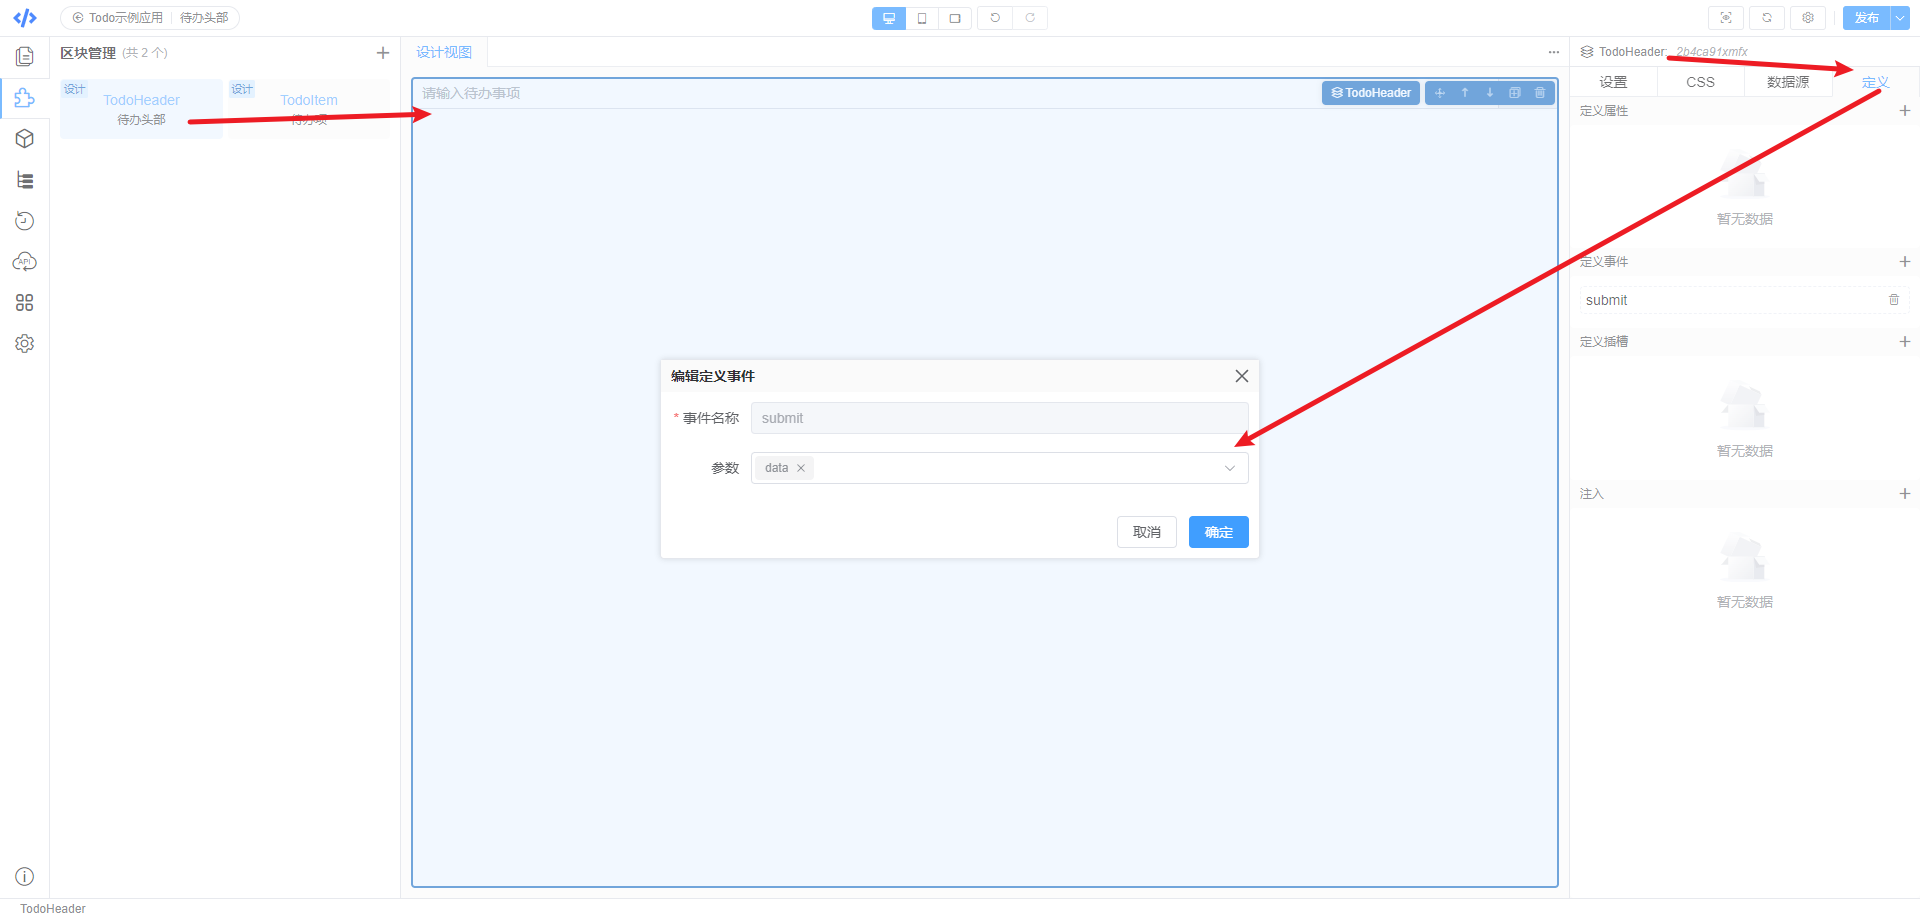 Todo示例应用 待办头部
发布
区块管理 (共 2 个)
设计
TodoHeader
待办头部
设计
TodoItem
待办项
API
设计视图
请输入待办事项
TodoHeader
编辑定义事件
* 事件名称 submit
参数 data
取消 确定
TodoHeader: 2b4ca91xmfx
设置 CSS 数据源 定义
定义属性
暂无数据
定义事件
submit
定义插槽
暂无数据
注入
暂无数据
TodoHeader